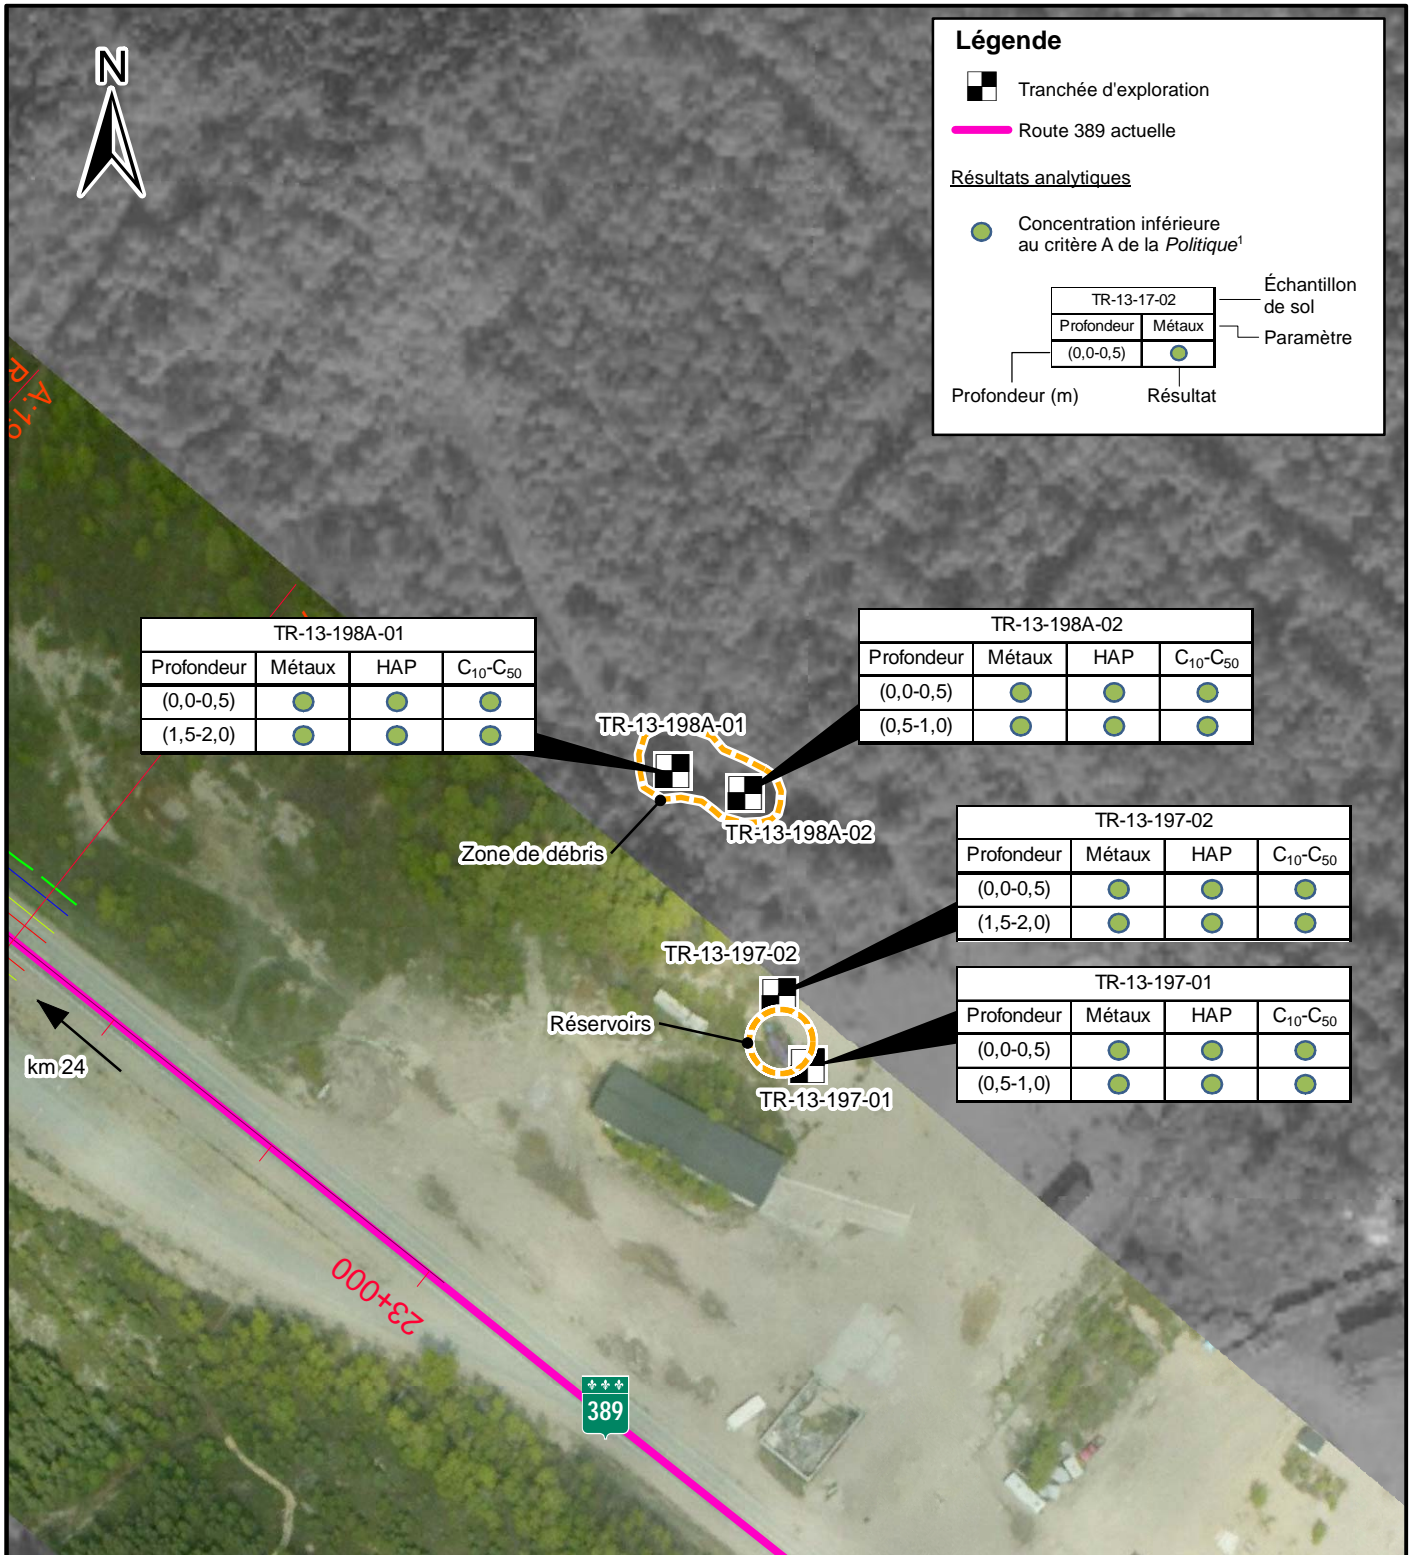 N
Légende
Tranchée d'exploration
Route 389 actuelle
Résultats analytiques
Concentration inférieure
au critère A de la Politique¹
TR-13-17-02
Profondeur Métaux
(0,0-0,5)
Échantillon
de sol
Paramètre
Profondeur (m)
Résultat
TR-13-198A-01
Profondeur Métaux HAP C₁₀-C₅₀
(0,0-0,5)
(1,5-2,0)
TR-13-198A-02
Profondeur Métaux HAP C₁₀-C₅₀
(0,0-0,5)
(0,5-1,0)
TR-13-198A-01
TR-13-198A-02
Zone de débris
TR-13-197-02
Profondeur Métaux HAP C₁₀-C₅₀
(0,0-0,5)
(1,5-2,0)
TR-13-197-02
Réservoirs
TR-13-197-01
TR-13-197-01
Profondeur Métaux HAP C₁₀-C₅₀
(0,0-0,5)
(0,5-1,0)
km 24
23+000
389